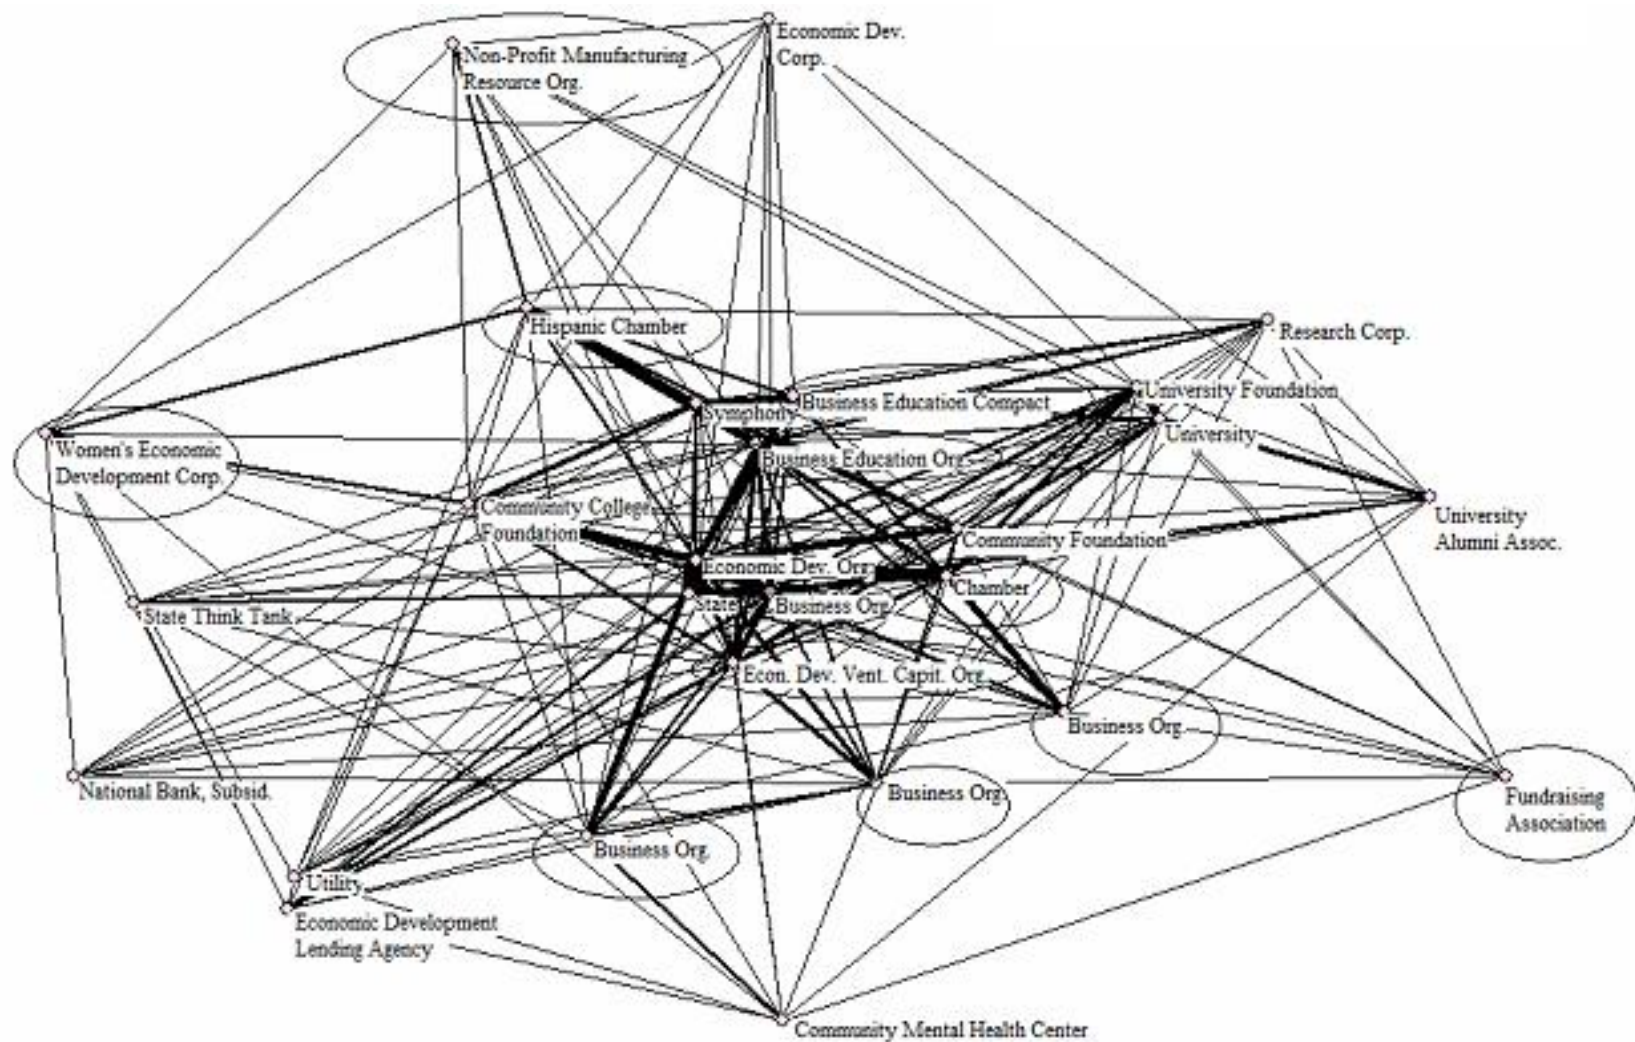 Economic Dev.
Corp.
Non-Profit Manufacturing
Resource Org.
Hispanic Chamber
Research Corp.
University Foundation
Business Education Compact
Symphony
University
Women's Economic
Development Corp.
Business Education Org.
Community College
Foundation
University
Alumni Assoc.
Community Foundation
Economic Dev. Org.
Chamber
State
Business Org.
State Think Tank
Econ. Dev. Vent. Capit. Org.
Business Org.
National Bank, Subsid.
Business Org.
Fundraising
Association
Business Org.
Utility
Economic Development
Lending Agency
Community Mental Health Center